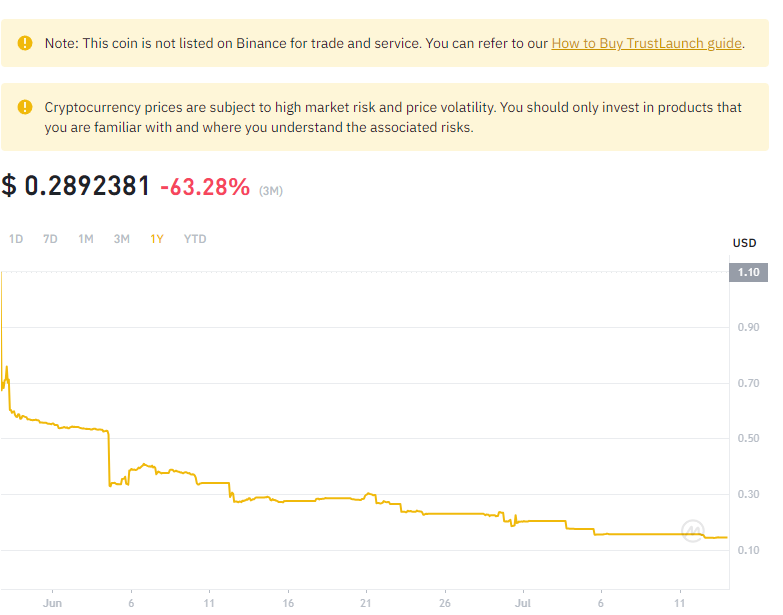 Note: This coin is not listed on Binance for trade and service. You can refer to our How to Buy TrustLaunch guide.
Cryptocurrency prices are subject to high market risk and price volatility. You should only invest in products that
you are familiar with and where you understand the associated risks.
$ 0.2892381 -63.28% (3M)
1D 7D 1M 3M 1Y YTD
USD
1.10
0.90
0.70
0.50
0.30
0.10
Jun 6 11 16 21 26 Jul 6 11